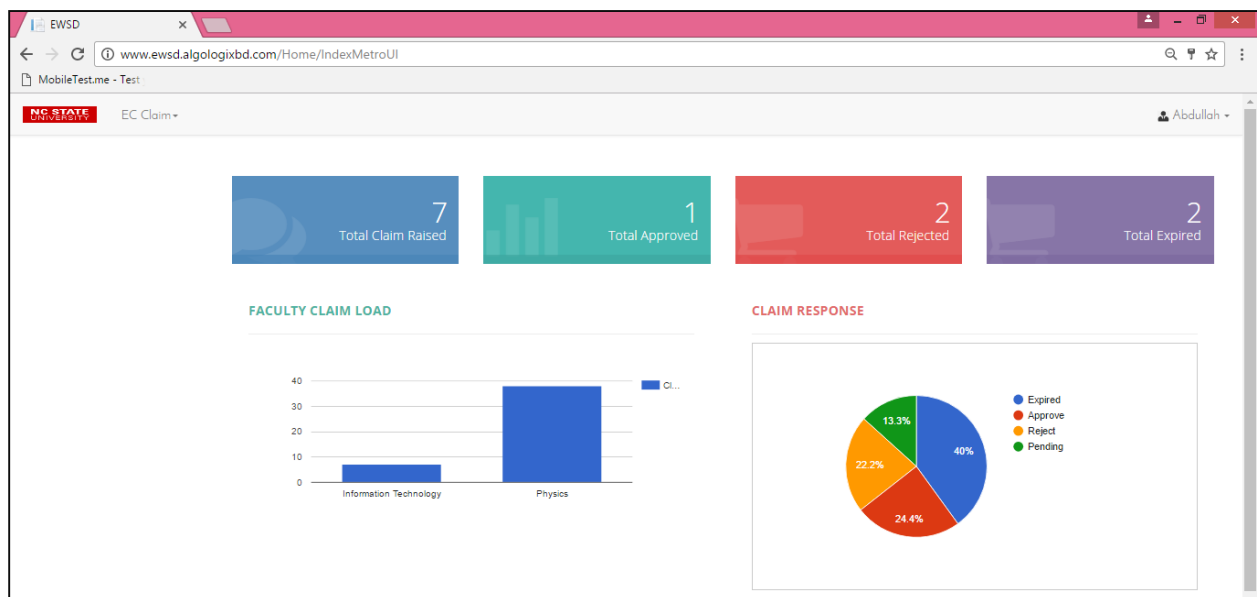 EWSD
www.ewsd.algologixbd.com/Home/IndexMetroUI
MobileTest.me - Test
NC STATE
UNIVERSITY
EC Claim
Abdullah
7
Total Claim Raised
1
Total Approved
2
Total Rejected
2
Total Expired
FACULTY CLAIM LOAD
40
30
20
10
0
Information Technology
Physics
Cl...
CLAIM RESPONSE
13.3%
40%
22.2%
24.4%
Expired
Approve
Reject
Pending